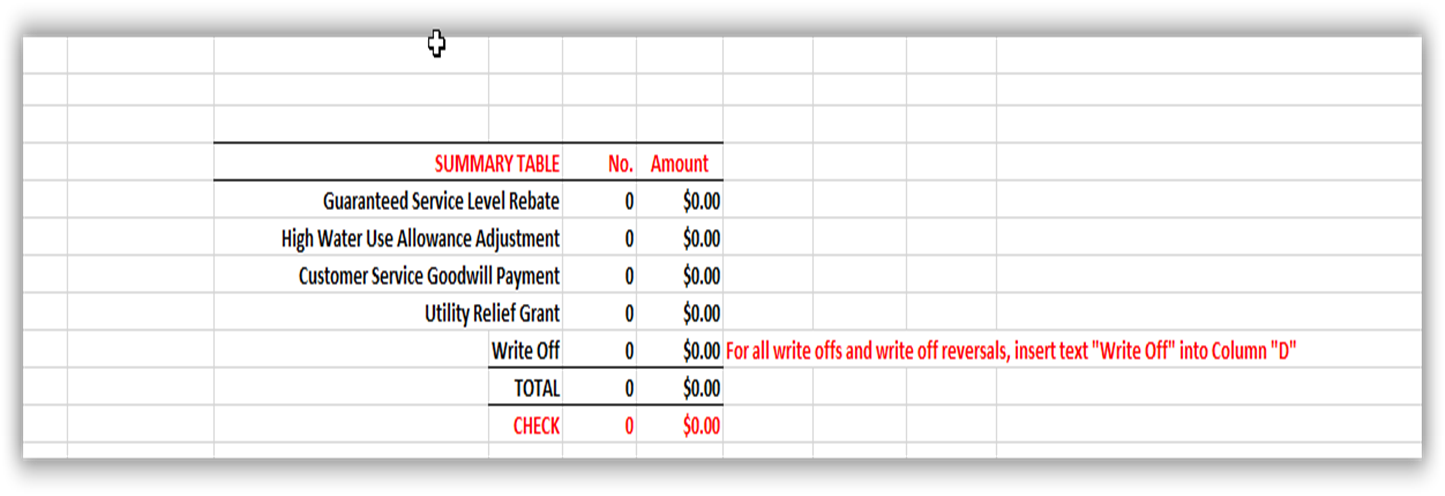 SUMMARY TABLE No. Amount
Guaranteed Service Level Rebate 0 $0.00
High Water Use Allowance Adjustment 0 $0.00
Customer Service Goodwill Payment 0 $0.00
Utility Relief Grant 0 $0.00
Write Off 0 $0.00 For all write offs and write off reversals, insert text "Write Off" into Column "D"
TOTAL 0 $0.00
CHECK 0 $0.00